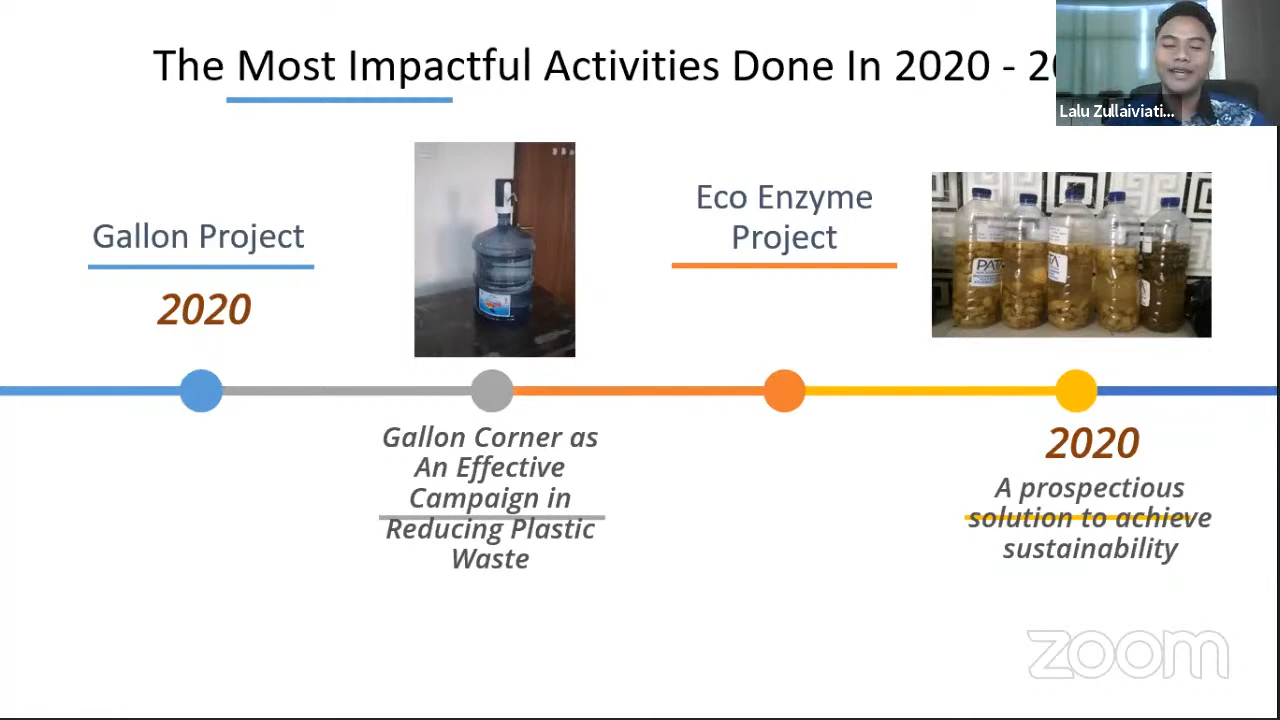 The Most Impactful Activities Done In 2020 - 20
Lalu Zullaiviati...
Gallon Project
2020
Eco Enzyme
Project
PATA
Gallon Corner as
An Effective
Campaign in
Reducing Plastic
Waste
2020
A prospectious
solution to achieve
sustainability
zoom